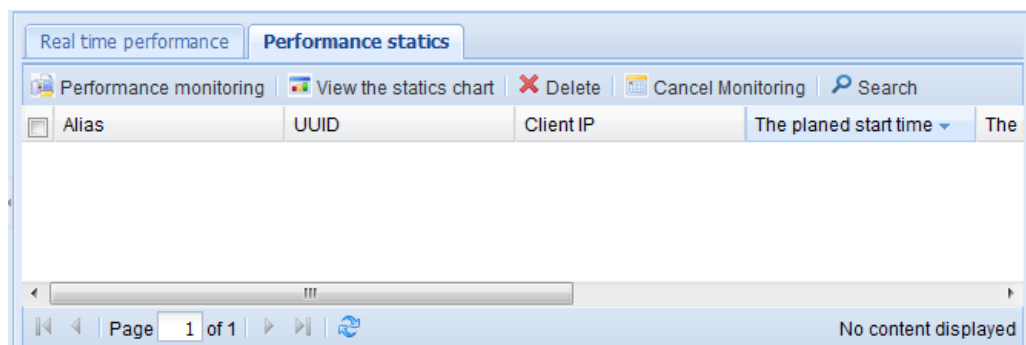 Real time performance Performance statics
Performance monitoring View the statics chart Delete Cancel Monitoring Search
Alias UUID Client IP The planed start time The
Page 1 of 1 No content displayed